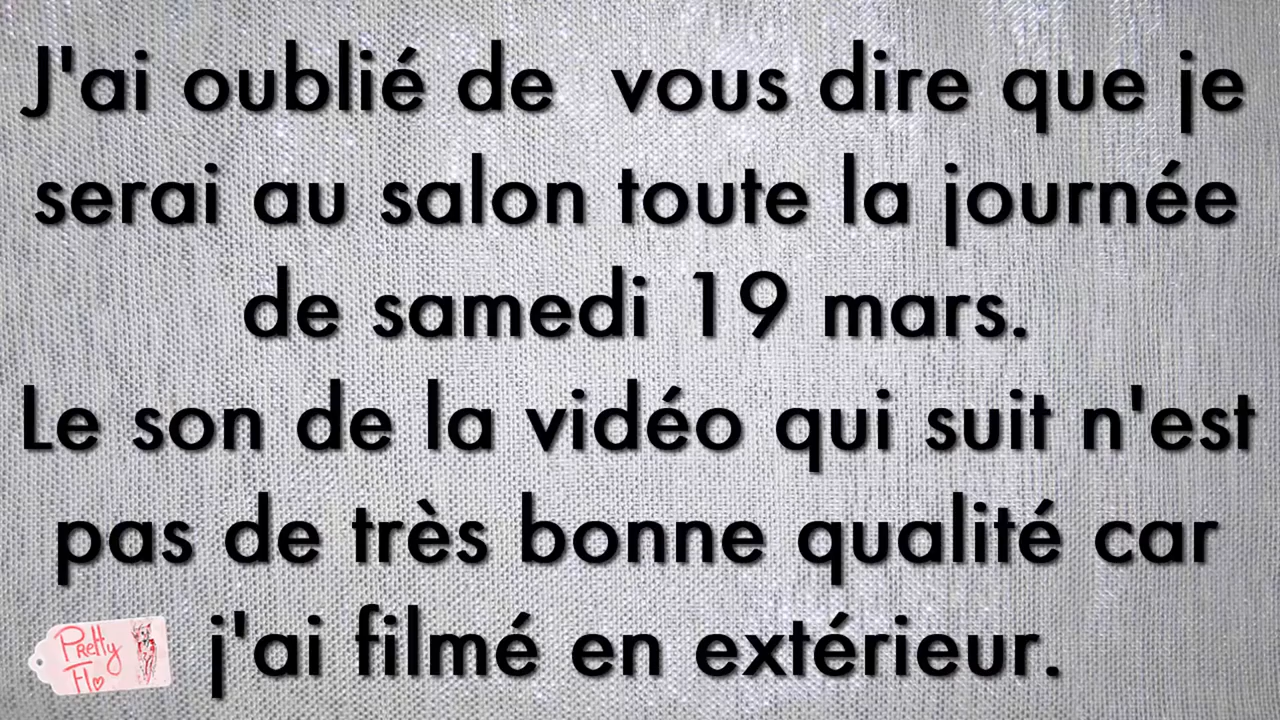 J'ai oublié de  vous dire que je
serai au salon toute la journée
de samedi 19 mars.
Le son de la vidéo qui suit n'est
pas de très bonne qualité car
j'ai filmé en extérieur.
Pretty
Flo